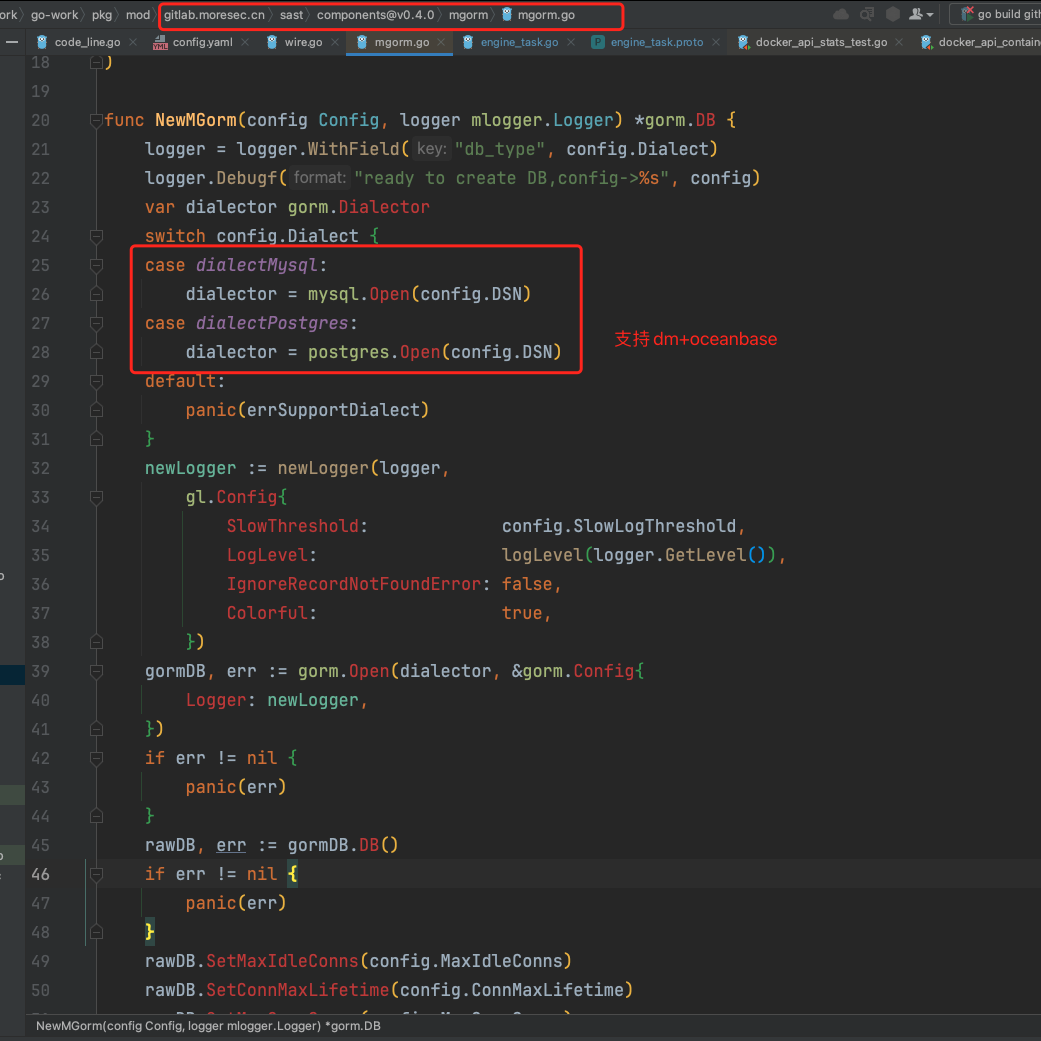 ork › go-work › pkg › mod › gitlab.moresec.cn › sast › components@v0.4.0 › mgorm › mgorm.go go build gith
code_line.go × config.yaml × wire.go × mgorm.go × engine_task.go × engine_task.proto × docker_api_stats_test.go × docker_api_contain
18 )
19
20 func NewMGorm(config Config, logger mlogger.Logger) *gorm.DB {
21 logger = logger.WithField( key: "db_type", config.Dialect)
22 logger.Debugf( format: "ready to create DB,config->%s", config)
23 var dialector gorm.Dialector
24 switch config.Dialect {
25 case dialectMysql:
26 dialector = mysql.Open(config.DSN)
27 case dialectPostgres:
支持dm+oceanbase
28 dialector = postgres.Open(config.DSN)
29 default:
30 panic(errSupportDialect)
31 }
32 newLogger := newLogger(logger,
33 gl.Config{
34 SlowThreshold: config.SlowLogThreshold,
35 LogLevel: logLevel(logger.GetLevel()),
36 IgnoreRecordNotFoundError: false,
37 Colorful: true,
38 })
39 gormDB, err := gorm.Open(dialector, &gorm.Config{
40 Logger: newLogger,
41 })
42 if err != nil {
43 panic(err)
44 }
45 rawDB, err := gormDB.DB()
46 if err != nil {
47 panic(err)
48 }
49 rawDB.SetMaxIdleConns(config.MaxIdleConns)
50 rawDB.SetConnMaxLifetime(config.ConnMaxLifetime)
NewMGorm(config Config, logger mlogger.Logger) *gorm.DB